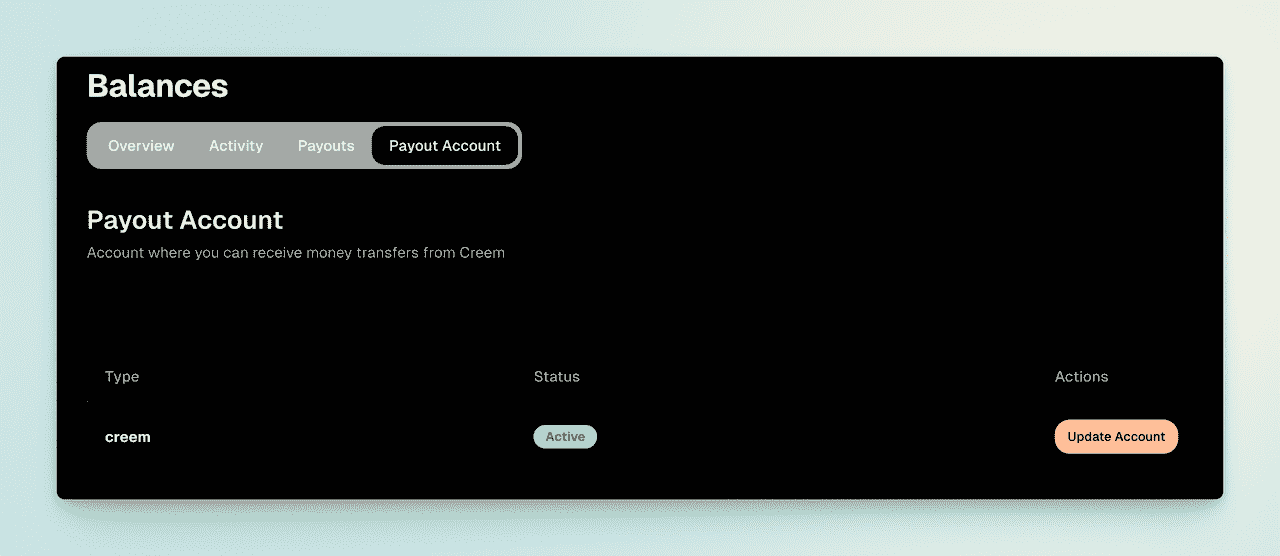 Balances
Overview Activity Payouts Payout Account
Payout Account
Account where you can receive money transfers from Creem
Type Status Actions
creem Active Update Account